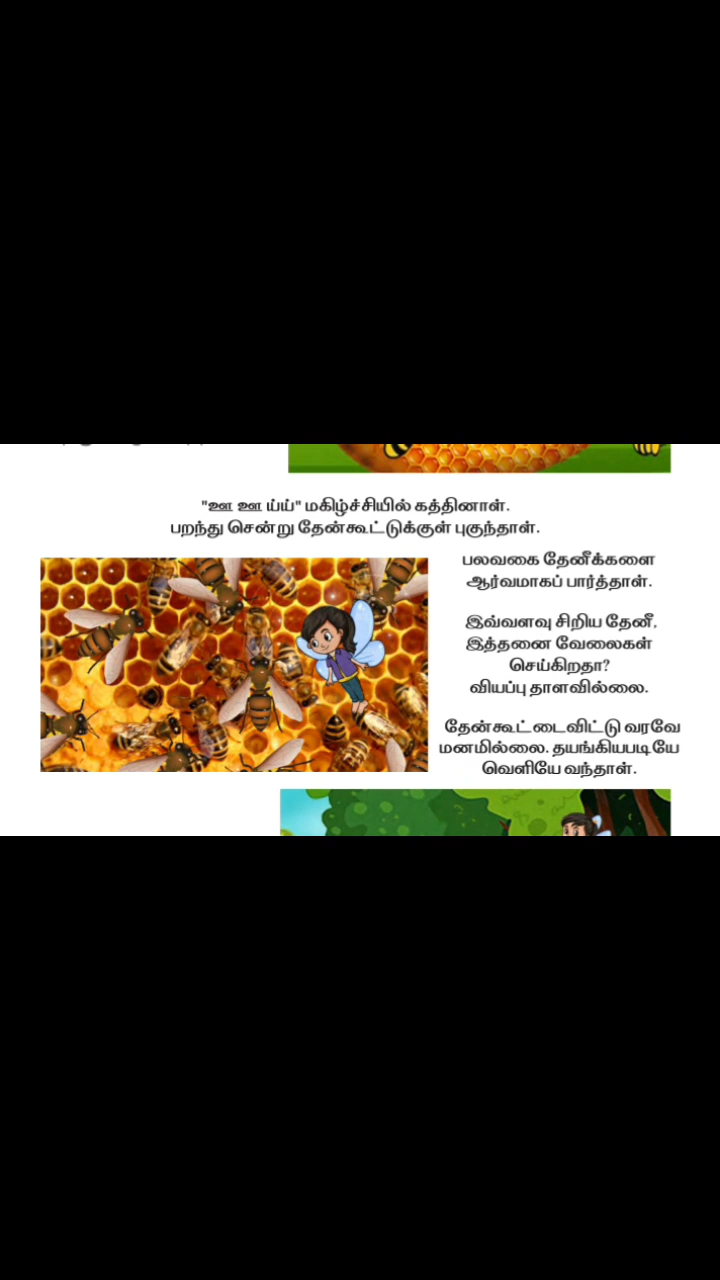 "ஊ ஊ ய்ய்" மகிழ்ச்சியில் கத்தினாள்.
பறந்து சென்று தேன்கூட்டுக்குள் புகுந்தாள்.
பலவகை தேனீக்களை
ஆர்வமாகப் பார்த்தாள்.
இவ்வளவு சிறிய தேனீ,
இத்தனை வேலைகள்
செய்கிறதா?
வியப்பு தாளவில்லை.
தேன்கூட்டைவிட்டு வரவே
மனமில்லை. தயங்கியபடியே
வெளியே வந்தாள்.